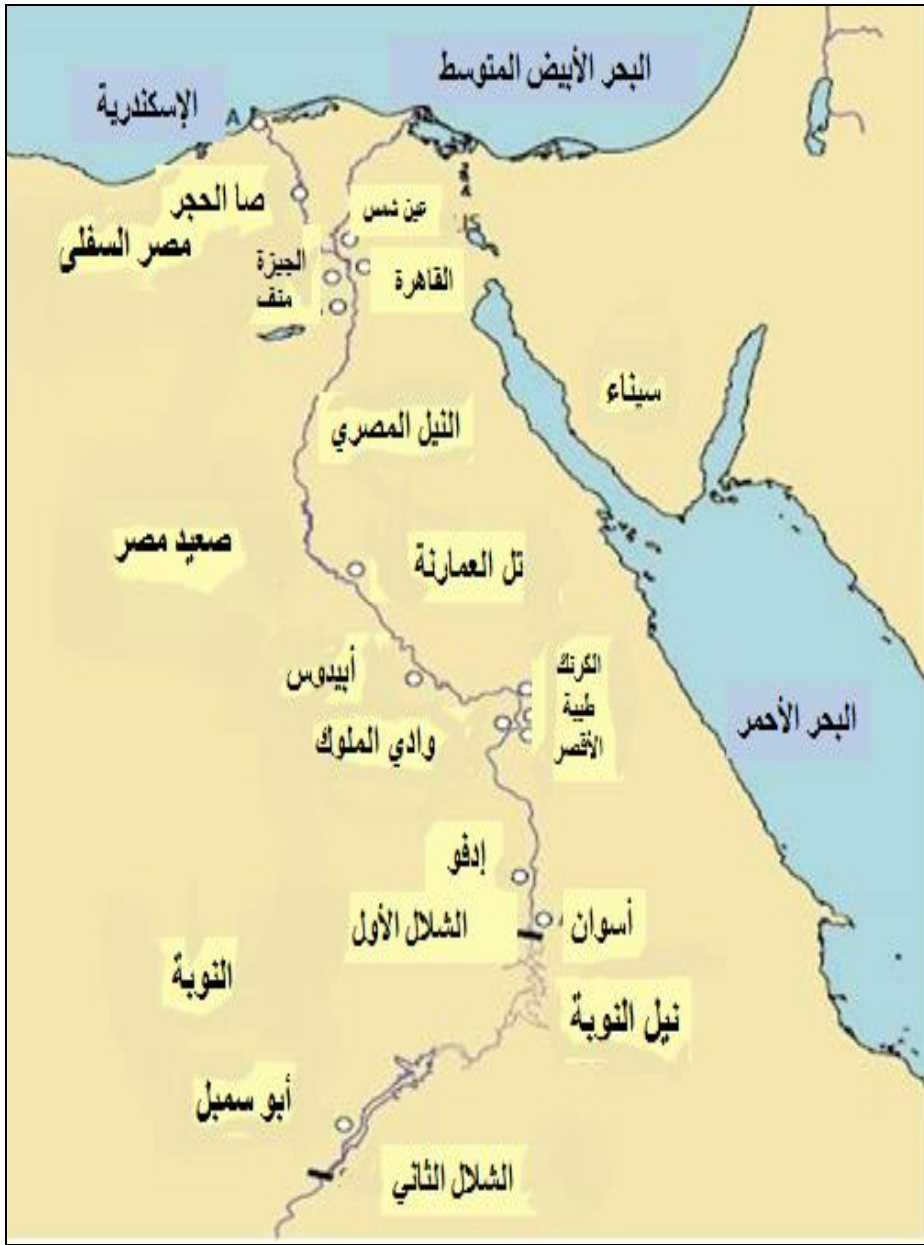 البحر الأبيض المتوسط
الإسكندرية
A
صا الحجر
عين شمس
مصر السفلى
الجيزة
القاهرة
منف
سيناء
النيل المصري
صعيد مصر
تل العمارنة
أبيدوس
الكرنك
طيبة
الأقصر
وادي الملوك
البحر الأحمر
إدفو
الشلال الأول
أسوان
النوبة
نيل النوبة
أبو سمبل
الشلال الثاني